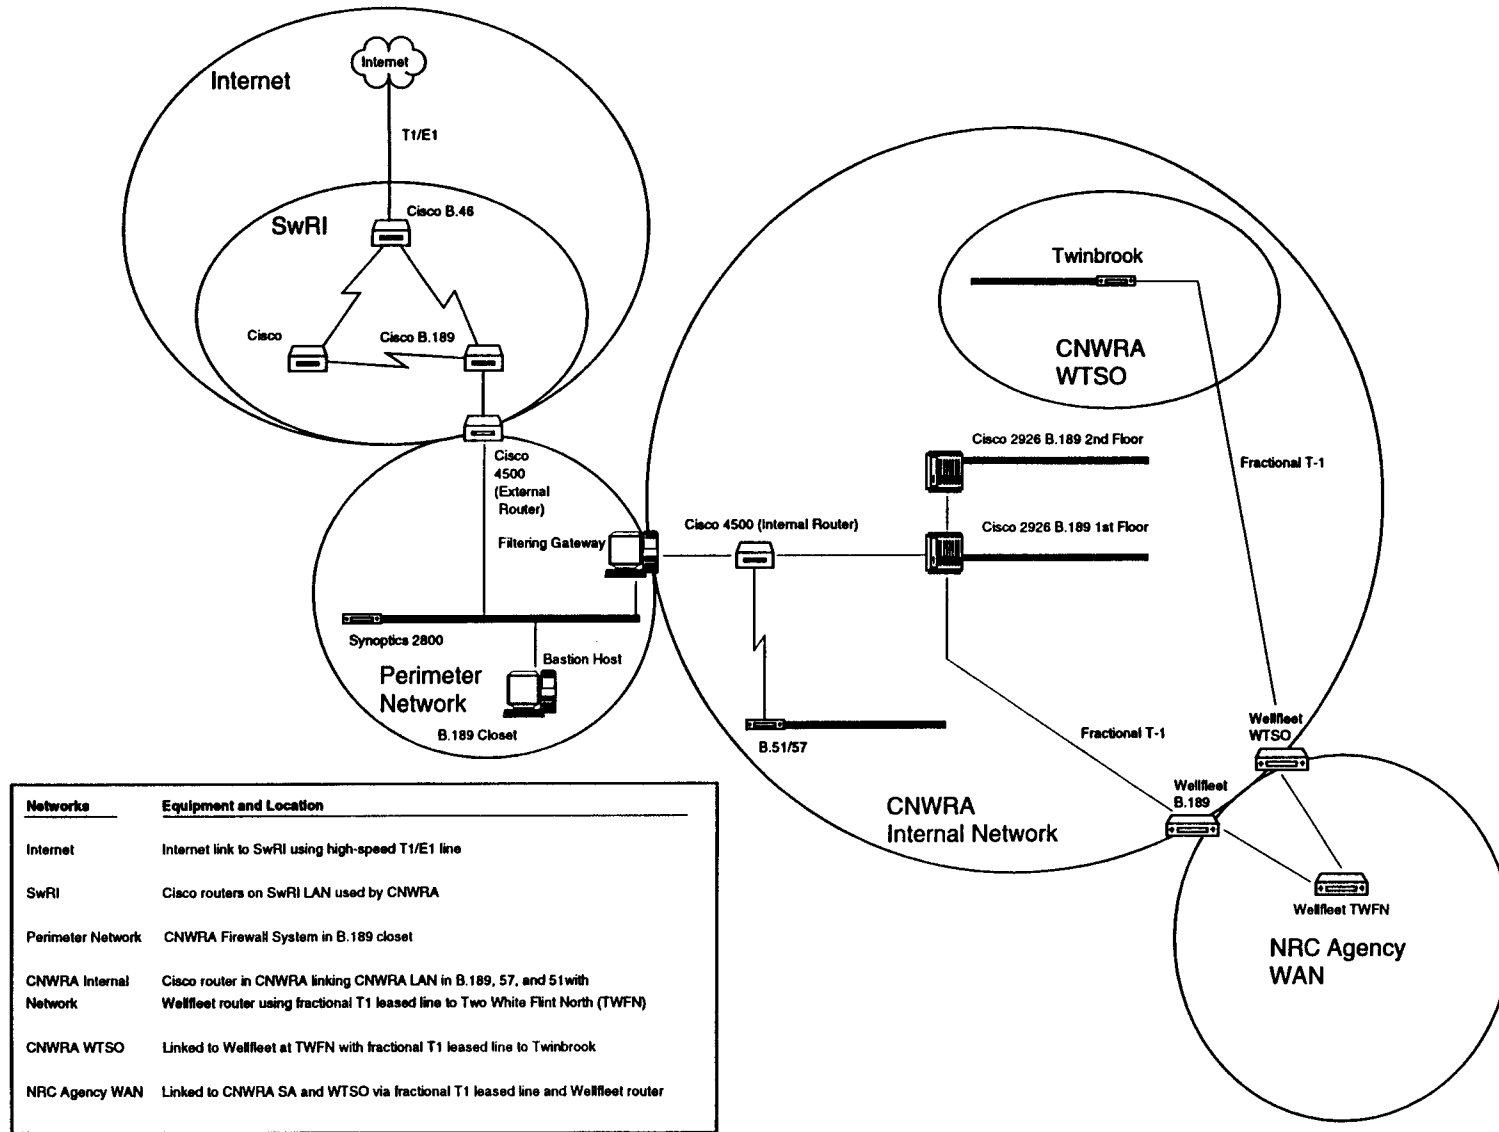 Internet
Internet
T1/E1
Cisco B.46
SwRI
Cisco
Cisco B.189
Cisco
4500
(External
Router)
Filtering Gateway
Synoptics 2800
Bastion Host
Perimeter
Network
B.189 Closet
Cisco 4500 (Internal Router)
Cisco 2926 B.189 2nd Floor
Cisco 2926 B.189 1st Floor
B.51/57
Twinbrook
CNWRA
WTSO
Fractional T-1
Fractional T-1
Wellfleet
WTSO
Wellfleet
B.189
CNWRA
Internal Network
Wellfleet TWFN
NRC Agency
WAN
Networks Equipment and Location
Internet Internet link to SwRI using high-speed T1/E1 line
SwRI Cisco routers on SwRI LAN used by CNWRA
Perimeter Network CNWRA Firewall System in B.189 closet
CNWRA Internal Cisco router in CNWRA linking CNWRA LAN in B.189, 57, and 51with
Network Wellfleet router using fractional T1 leased line to Two White Flint North (TWFN)
CNWRA WTSO Linked to Wellfleet at TWFN with fractional T1 leased line to Twinbrook
NRC Agency WAN Linked to CNWRA SA and WTSO via fractional T1 leased line and Wellfleet router